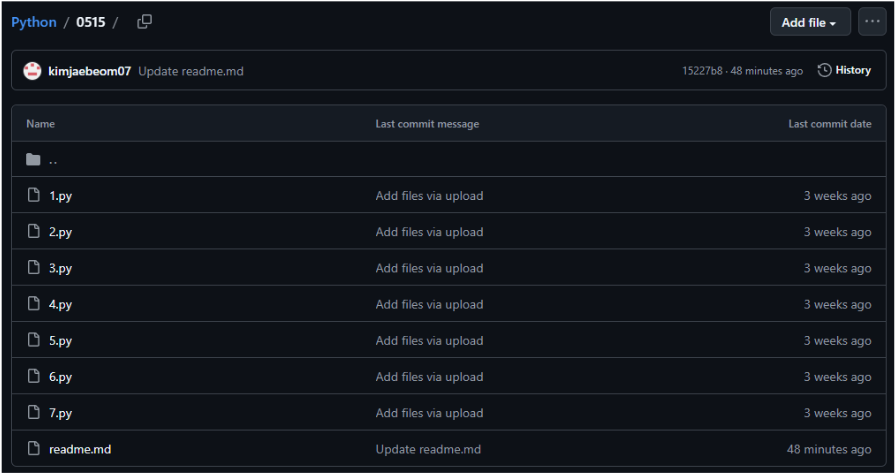 Python / 0515 /
Add file
kimjaebeom07 Update readme.md 15227b8 · 48 minutes ago History
Name Last commit message Last commit date
..
1.py Add files via upload 3 weeks ago
2.py Add files via upload 3 weeks ago
3.py Add files via upload 3 weeks ago
4.py Add files via upload 3 weeks ago
5.py Add files via upload 3 weeks ago
6.py Add files via upload 3 weeks ago
7.py Add files via upload 3 weeks ago
readme.md Update readme.md 48 minutes ago